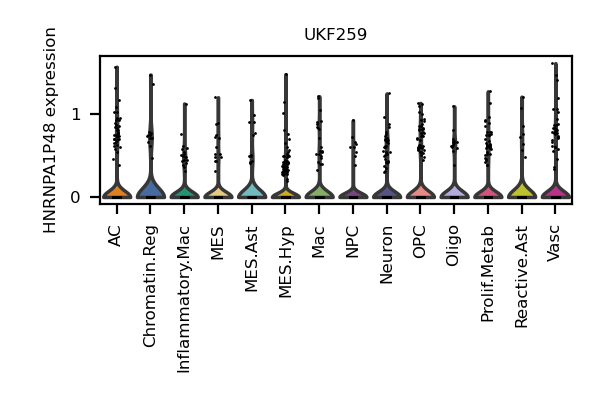 UKF259
HNRNPA1P48 expression
1
0
AC
Chromatin.Reg
Inflammatory.Mac
MES
MES.Ast
MES.Hyp
Mac
NPC
Neuron
OPC
Oligo
Prolif.Metab
Reactive.Ast
Vasc